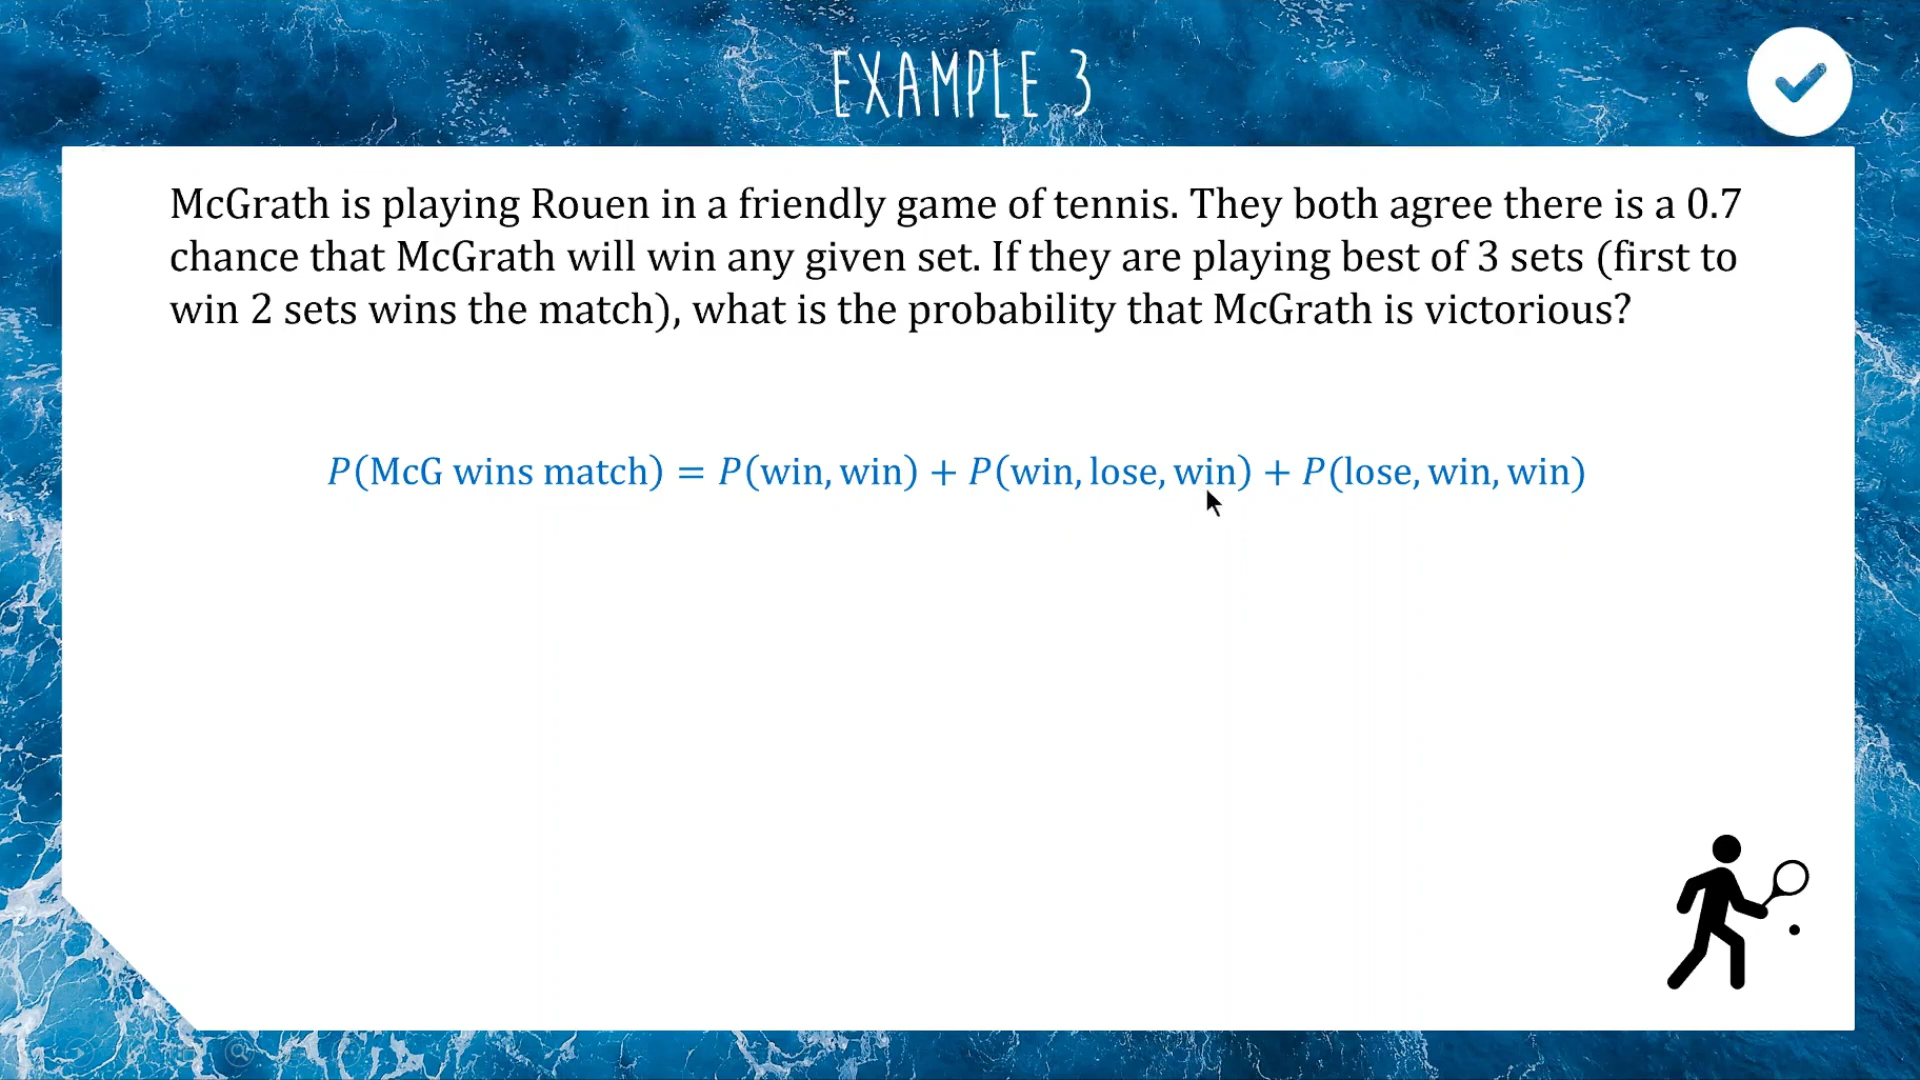 EXAMPLE 3
McGrath is playing Rouen in a friendly game of tennis. They both agree there is a 0.7
chance that McGrath will win any given set. If they are playing best of 3 sets (first to
win 2 sets wins the match), what is the probability that McGrath is victorious?
P(McG wins match) = P(win, win) + P(win, lose, win) + P(lose, win, win)